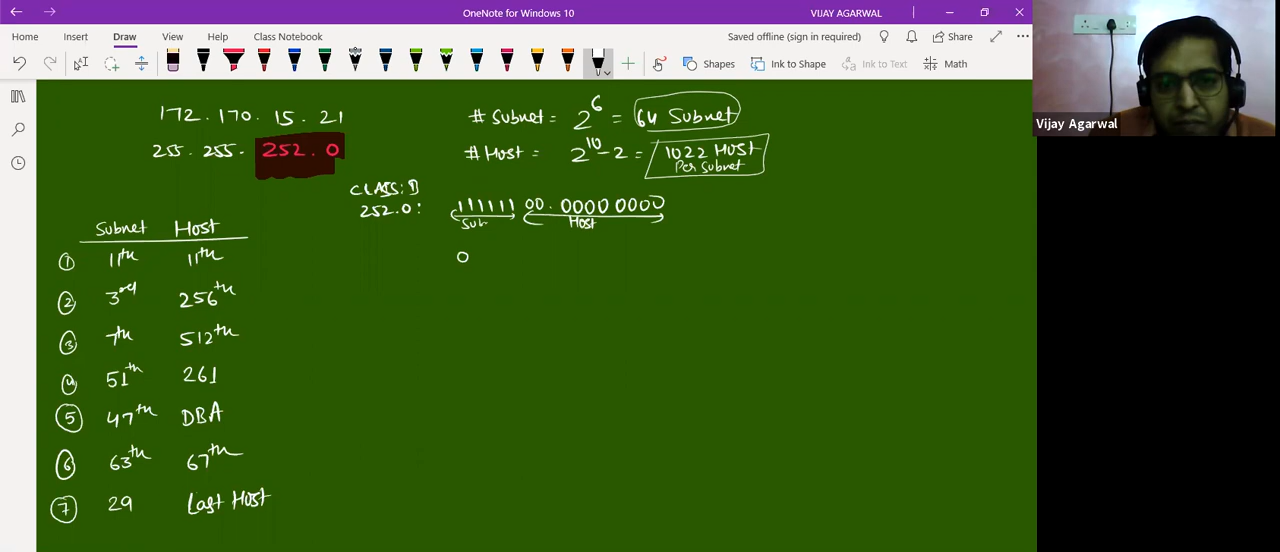 OneNote for Windows 10
VIJAY AGARWAL
Home Insert Draw View Help Class Notebook
Saved offline (sign in required) Share
Shapes Ink to Shape Ink to Text Math
Vijay Agarwal
172.170.15.21
255.255.252.0
# Subnet = 2^6 = 64 Subnet
# Host = 2^10 - 2 = 1022 HOST
Per Subnet
CLASS: B
252.0: 111111 00.00000000
Sub Host
0
Subnet Host
① 11th 11th
② 3rd 256th
③ 7th 512th
④ 51th 261
⑤ 47th DBA
⑥ 63th 67th
⑦ 29 Last Host